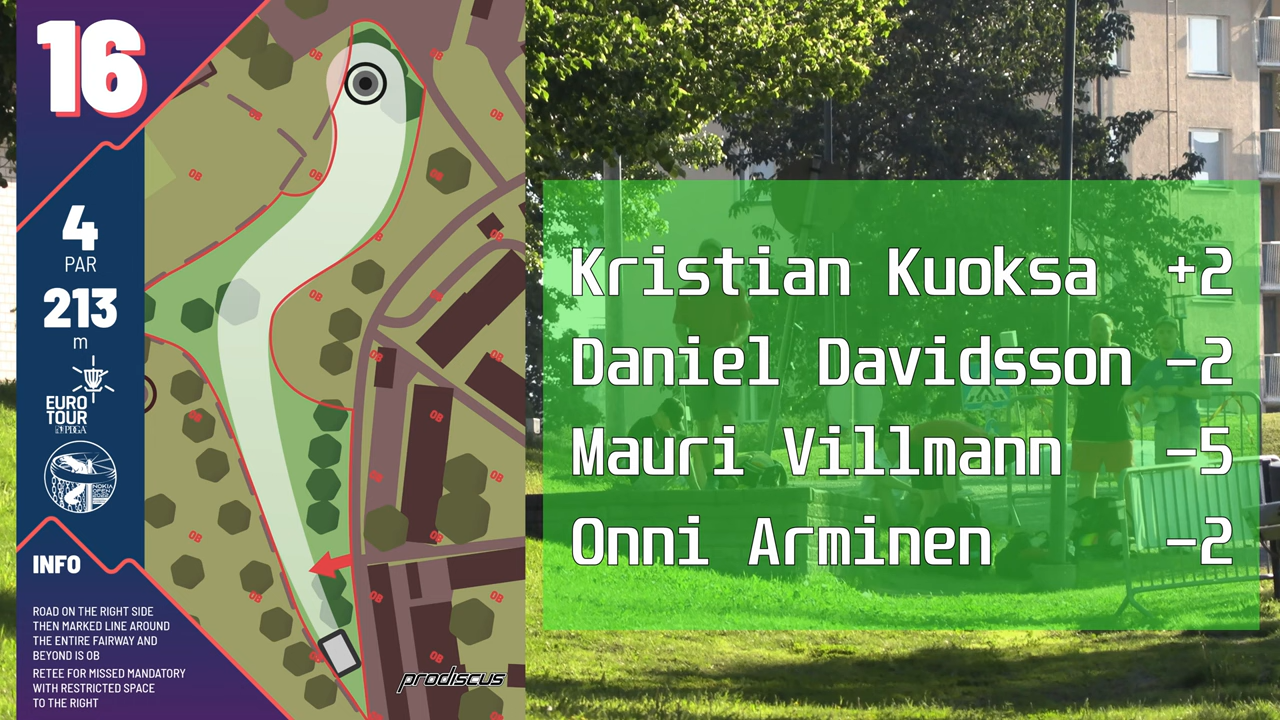 16
4
PAR
213
m
EURO
TOUR
PDGA
INFO
ROAD ON THE RIGHT SIDE
THEN MARKED LINE AROUND
THE ENTIRE FAIRWAY AND
BEYOND IS OB
RETEE FOR MISSED MANDATORY
WITH RESTRICTED SPACE
TO THE RIGHT
OB
prodiscus
Kristian Kuoksa +2
Daniel Davidsson -2
Mauri Villmann -5
Onni Arminen -2